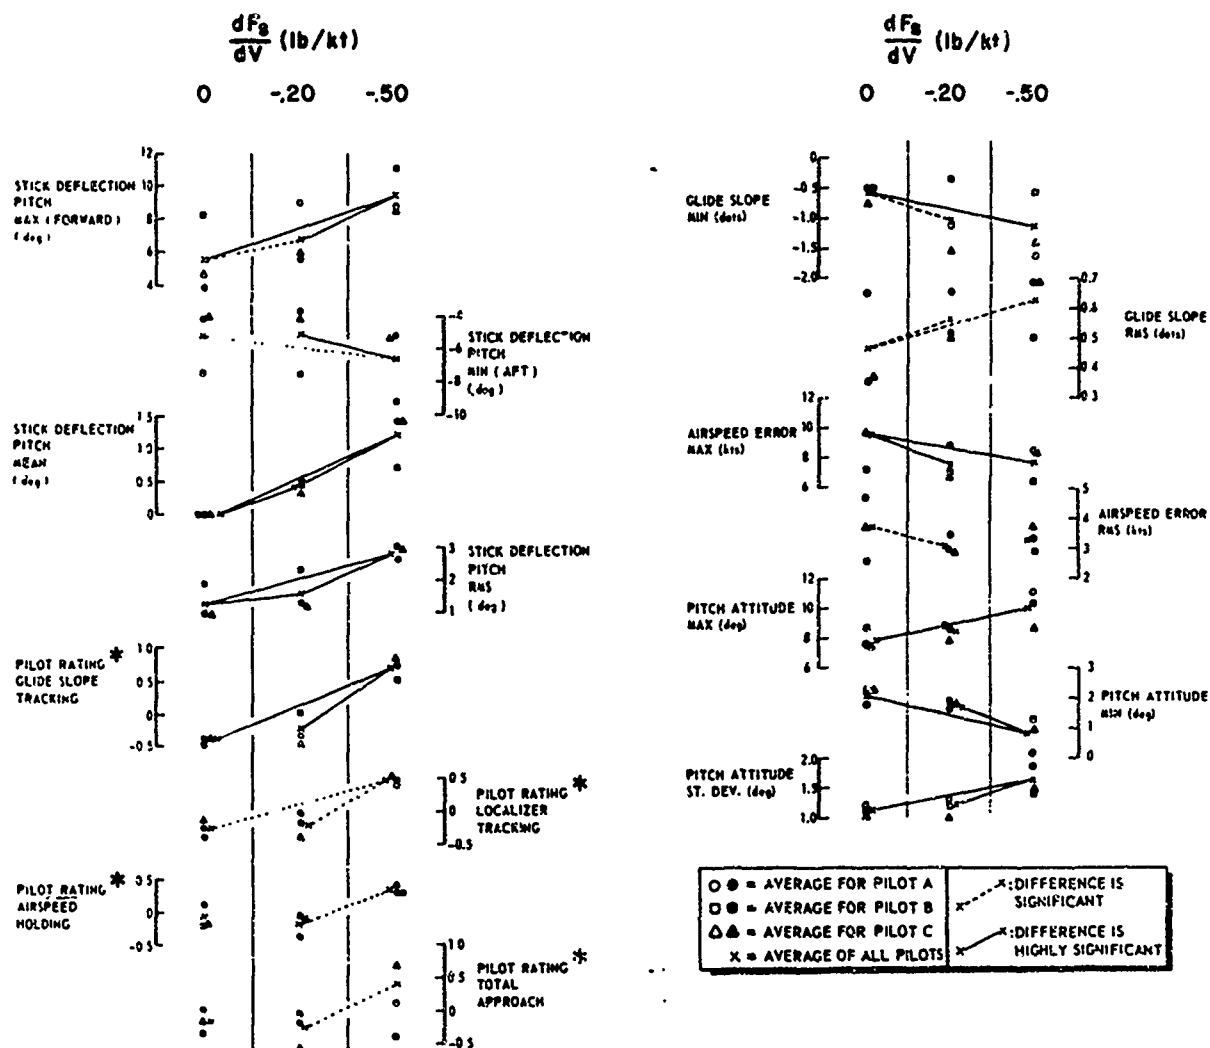 dFs/dV (lb/kt)
0 -.20 -.50
STICK DEFLECTION
PITCH
MAX (FORWARD)
(deg)
12
10
8
6
4
STICK DEFLECTION
PITCH
MIN (AFT)
(deg)
-6
-8
-10
STICK DEFLECTION
PITCH
MEAN
(deg)
1.5
1.0
0.5
0
STICK DEFLECTION
PITCH
RMS
(deg)
3
2
1
PILOT RATING *
GLIDE SLOPE
TRACKING
1.0
0.5
0
-0.5
PILOT RATING *
LOCALIZER
TRACKING
0.5
0
-0.5
PILOT RATING *
AIRSPEED
HOLDING
0.5
0
-0.5
PILOT RATING *
TOTAL
APPROACH
1.0
0.5
0
-0.5
dFs/dV (lb/kt)
0 -.20 -.50
GLIDE SLOPE
MIN (dots)
0
-0.5
-1.0
-1.5
-2.0
GLIDE SLOPE
RMS (dots)
0.7
0.6
0.5
0.4
0.3
AIRSPEED ERROR
MAX (kts)
12
10
8
6
AIRSPEED ERROR
RMS (kts)
5
4
3
2
PITCH ATTITUDE
MAX (deg)
12
10
8
6
PITCH ATTITUDE
MIN (deg)
3
2
1
0
PITCH ATTITUDE
ST. DEV. (deg)
2.0
1.5
1.0
= AVERAGE FOR PILOT A
= AVERAGE FOR PILOT B
= AVERAGE FOR PILOT C
x = AVERAGE OF ALL PILOTS
:DIFFERENCE IS
SIGNIFICANT
:DIFFERENCE IS
HIGHLY SIGNIFICANT